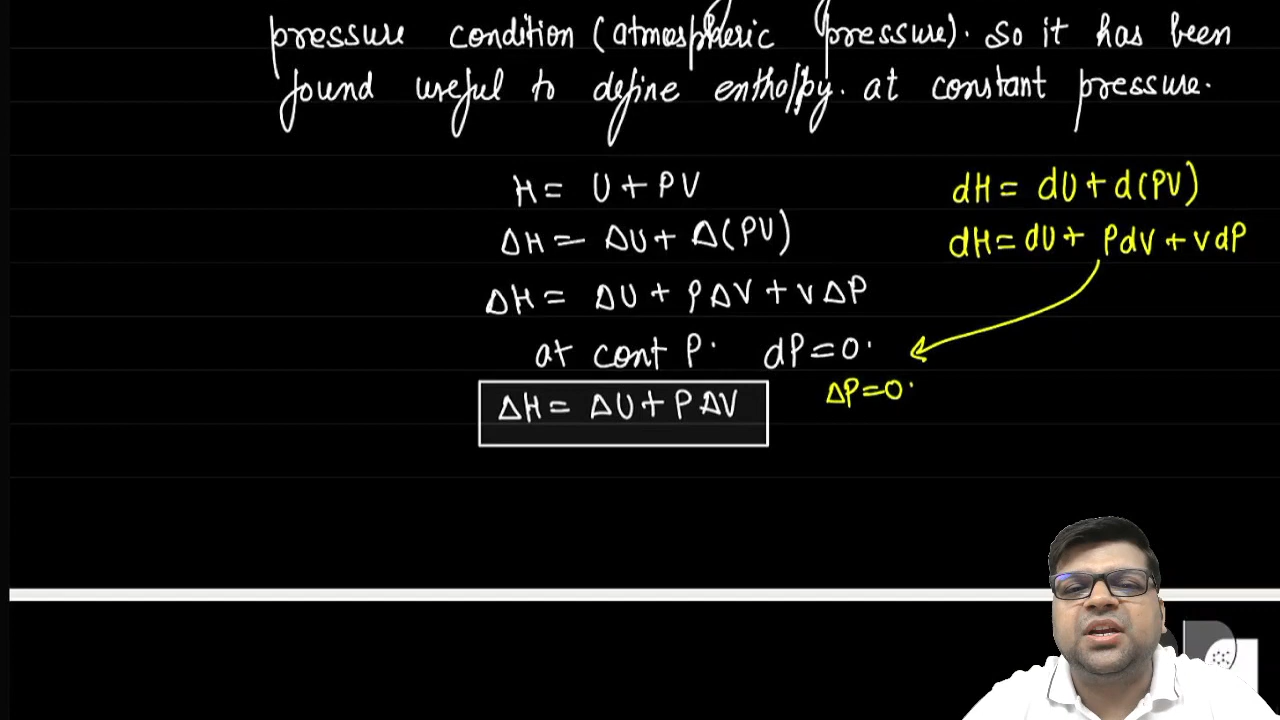 pressure condition (atmospheric pressure). So it has been
found useful to define entholpy. at constant pressure.
H = U + PV
dH = dU + d(PV)
ΔH = ΔU + Δ(PV)
dH = dU + PdV + VdP
ΔH = ΔU + PΔV + VΔP
at cont P. dP = 0.
ΔP = 0.
ΔH = ΔU + PΔV